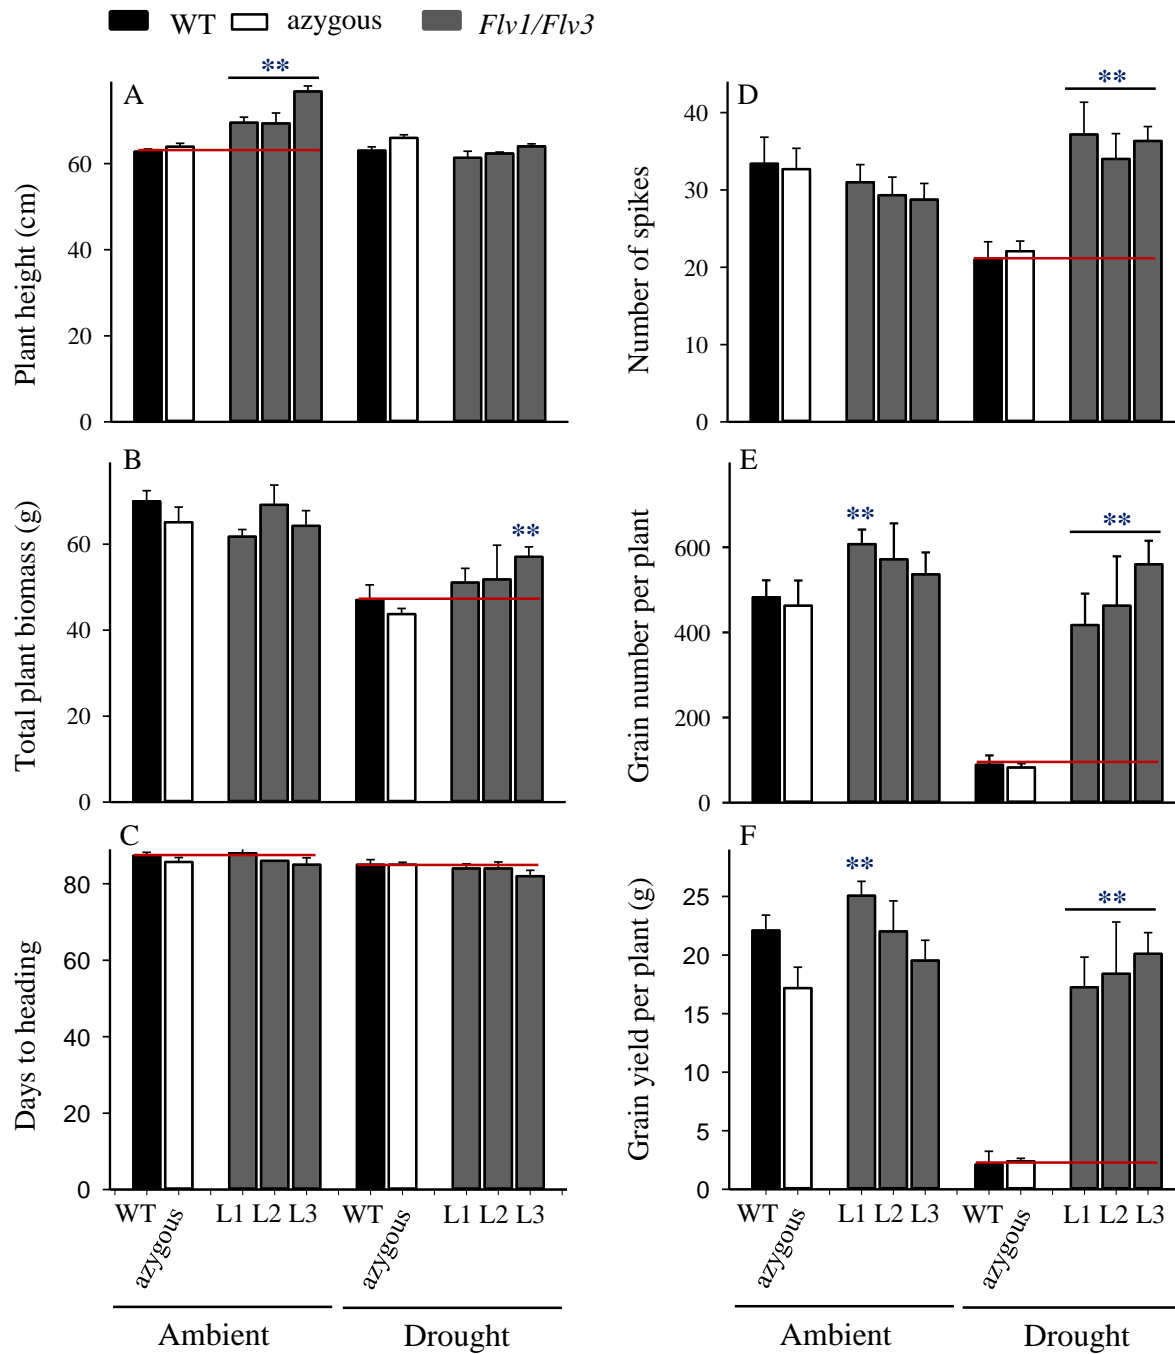 WT azygous Flv1/Flv3
A
**
Plant height (cm)
60
40
20
0
B
**
Total plant biomass (g)
60
40
20
0
C
Days to heading
80
60
40
20
0
WT azygous L1 L2 L3 WT azygous L1 L2 L3
Ambient Drought
D
**
Number of spikes
40
30
20
10
0
E
** **
Grain number per plant
600
400
200
0
F
** **
Grain yield per plant (g)
25
20
15
10
5
0
WT azygous L1 L2 L3 WT azygous L1 L2 L3
Ambient Drought